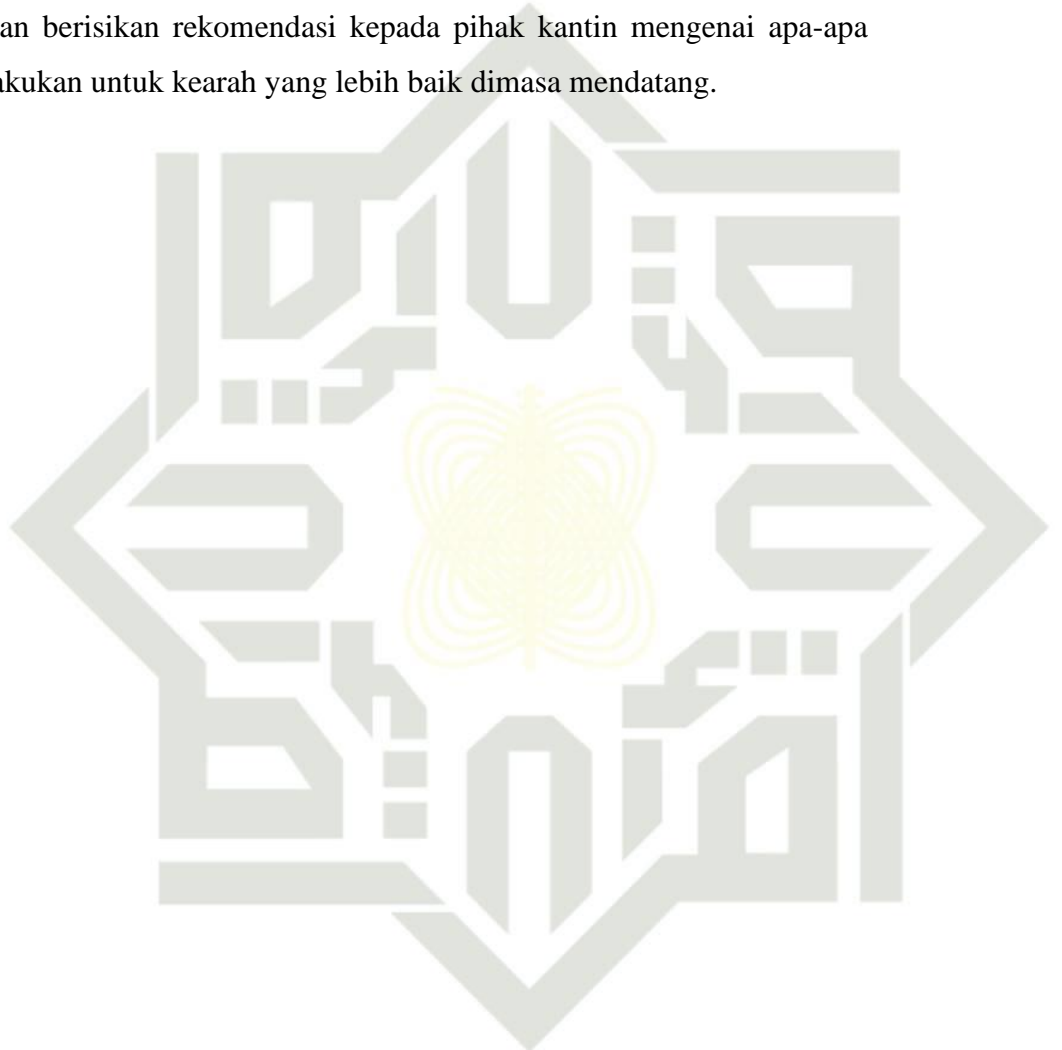 an berisikan rekomendasi kepada pihak kantin mengenai apa-apa
akukan untuk kearah yang lebih baik dimasa mendatang.